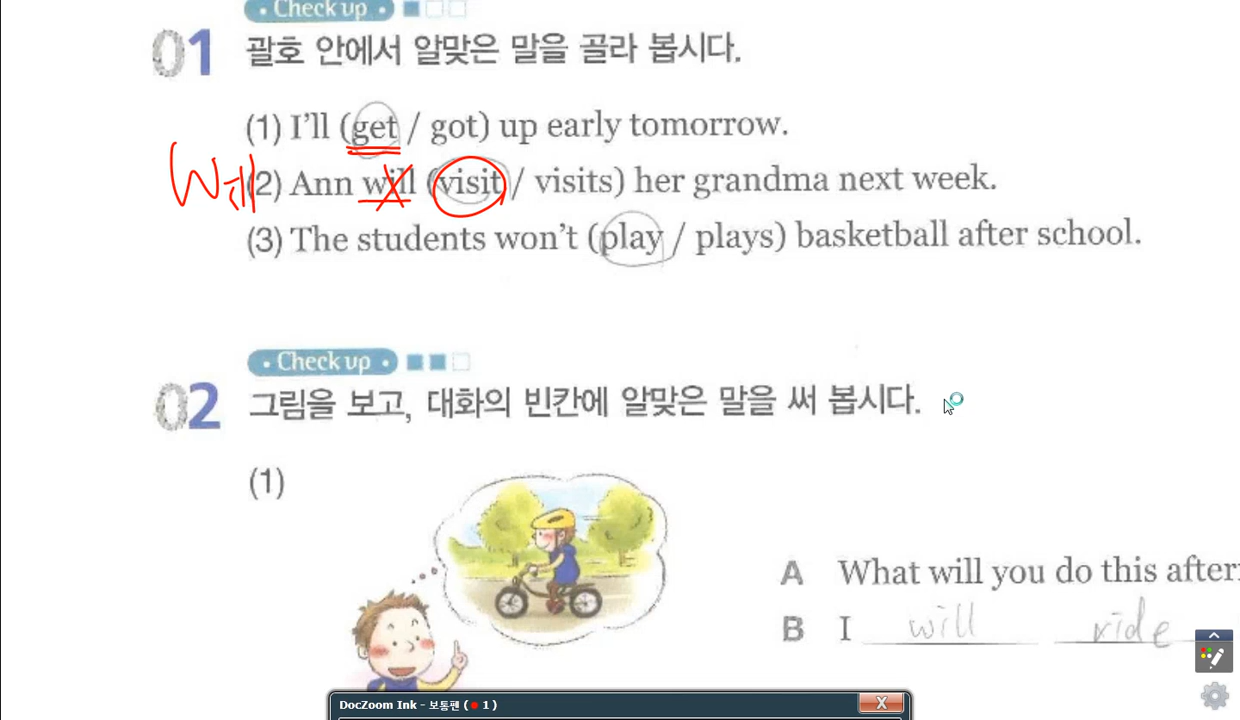 • Check up •
01 괄호 안에서 알맞은 말을 골라 봅시다.
(1) I'll (get / got) up early tomorrow.
(2) Ann will (visit / visits) her grandma next week.
(3) The students won't (play / plays) basketball after school.
• Check up •
02 그림을 보고, 대화의 빈칸에 알맞은 말을 써 봅시다.
(1)
A What will you do this after
B I will ride
DocZoom Ink - 보통펜 ( 1 )